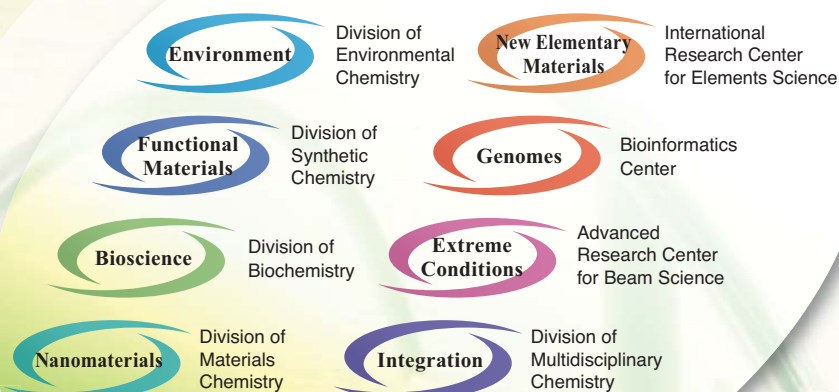 Environment
Division of
Environmental
Chemistry
New Elementary
Materials
International
Research Center
for Elements Science
Functional
Materials
Division of
Synthetic
Chemistry
Genomes
Bioinformatics
Center
Bioscience
Division of
Biochemistry
Extreme
Conditions
Advanced
Research Center
for Beam Science
Nanomaterials
Division of
Materials
Chemistry
Integration
Division of
Multidisciplinary
Chemistry